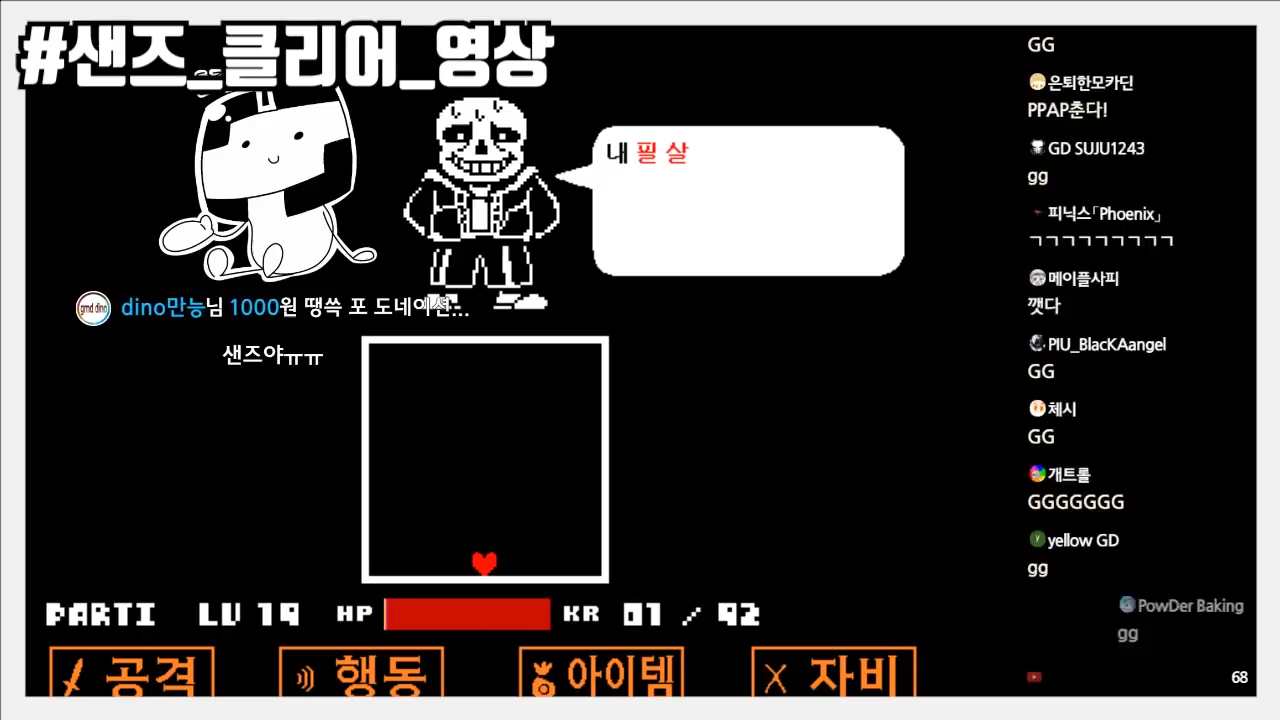 #샌즈_클리어_영상
내 필 살
dino만능님 1000원 땡쓱 포 도네이션...
샌즈야ㅠㅠ
PARTI LV 19 HP KR 01 / 92
공격 행동 아이템 자비
GG
은퇴한모카딘
PPAP춘다!
GD SUJU1243
gg
피닉스「Phoenix」
ㄱㄱㄱㄱㄱㄱㄱㄱㄱ
메이플사피
깻다
PIU_BlacKAangel
GG
체시
GG
개트롤
GGGGGGG
yellow GD
gg
PowDer Baking
gg
68